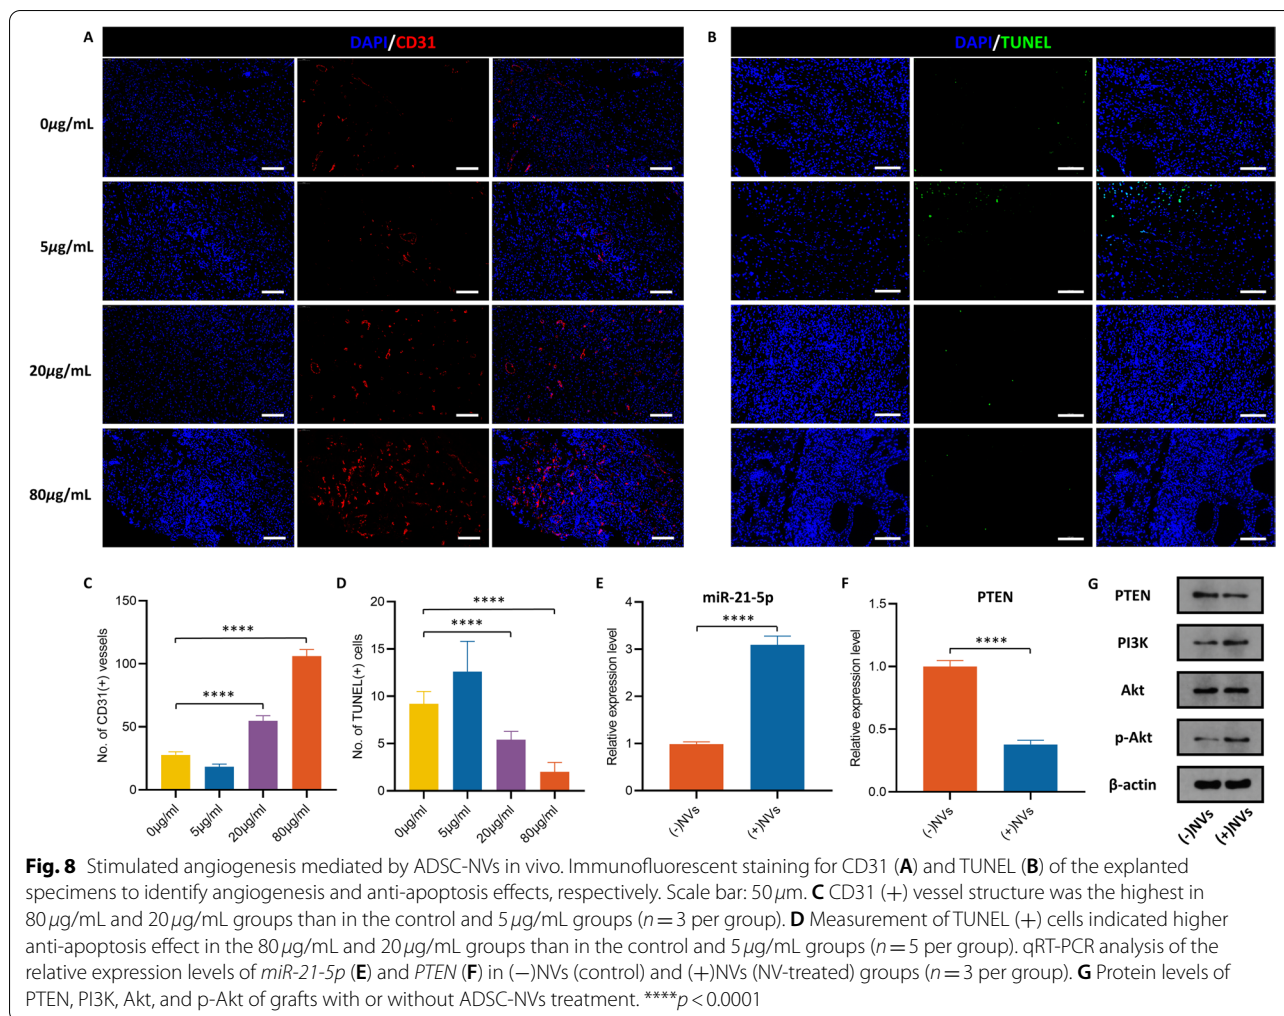 A
DAPI/CD31
B
DAPI/TUNEL
0µg/mL
5µg/mL
20µg/mL
80µg/mL
C
No. of CD31(+) vessels
150
100
50
0
****
****
0µg/ml
5µg/ml
20µg/ml
80µg/ml
D
No. of TUNEL(+) cells
20
15
10
5
0
****
****
0µg/ml
5µg/ml
20µg/ml
80µg/ml
E
miR-21-5p
Relative expression level
4
3
2
1
0
****
(-)NVs
(+)NVs
F
PTEN
Relative expression level
1.5
1.0
0.5
0.0
****
(-)NVs
(+)NVs
G
PTEN
PI3K
Akt
p-Akt
β-actin
(-)NVs
(+)NVs
Fig. 8 Stimulated angiogenesis mediated by ADSC-NVs in vivo. Immunofluorescent staining for CD31 (A) and TUNEL (B) of the explanted
specimens to identify angiogenesis and anti-apoptosis effects, respectively. Scale bar: 50 µm. C CD31 (+) vessel structure was the highest in
80 µg/mL and 20 µg/mL groups than in the control and 5 µg/mL groups (n = 3 per group). D Measurement of TUNEL (+) cells indicated higher
anti-apoptosis effect in the 80 µg/mL and 20 µg/mL groups than in the control and 5 µg/mL groups (n = 5 per group). qRT-PCR analysis of the
relative expression levels of miR-21-5p (E) and PTEN (F) in (−)NVs (control) and (+)NVs (NV-treated) groups (n = 3 per group). G Protein levels of
PTEN, PI3K, Akt, and p-Akt of grafts with or without ADSC-NVs treatment. ****p < 0.0001